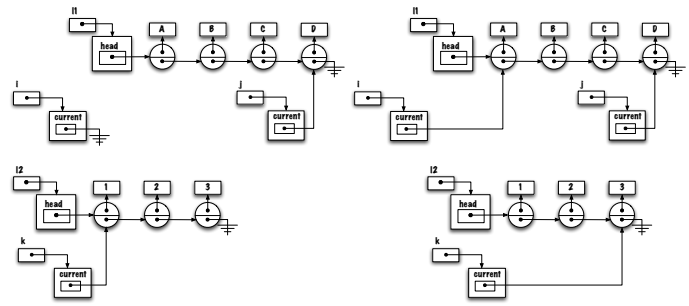 l1
A B C D
head
i
j
current
current
l1
A B C D
head
i
j
current
current
l2
1 2 3
head
k
current
l2
1 2 3
head
k
current